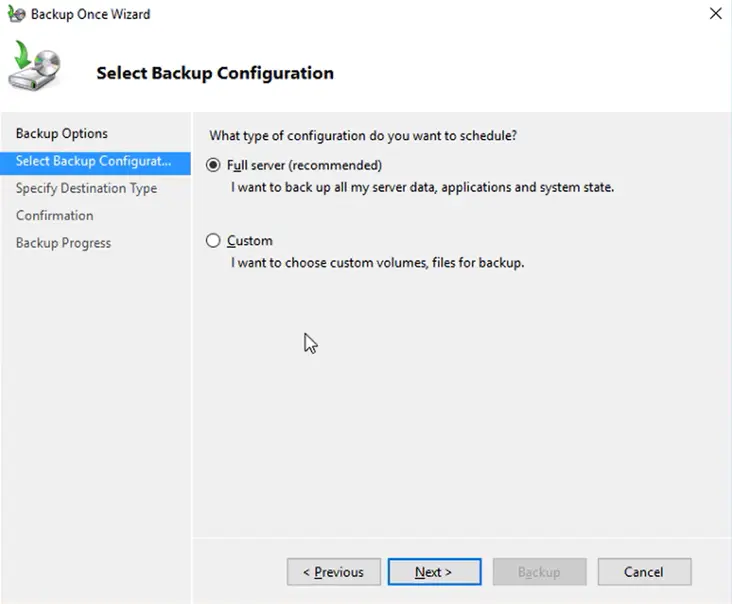 Backup Once Wizard
Select Backup Configuration
Backup Options
Select Backup Configurat...
Specify Destination Type
Confirmation
Backup Progress
What type of configuration do you want to schedule?
Full server (recommended)
I want to back up all my server data, applications and system state.
Custom
I want to choose custom volumes, files for backup.
< Previous
Next >
Backup
Cancel